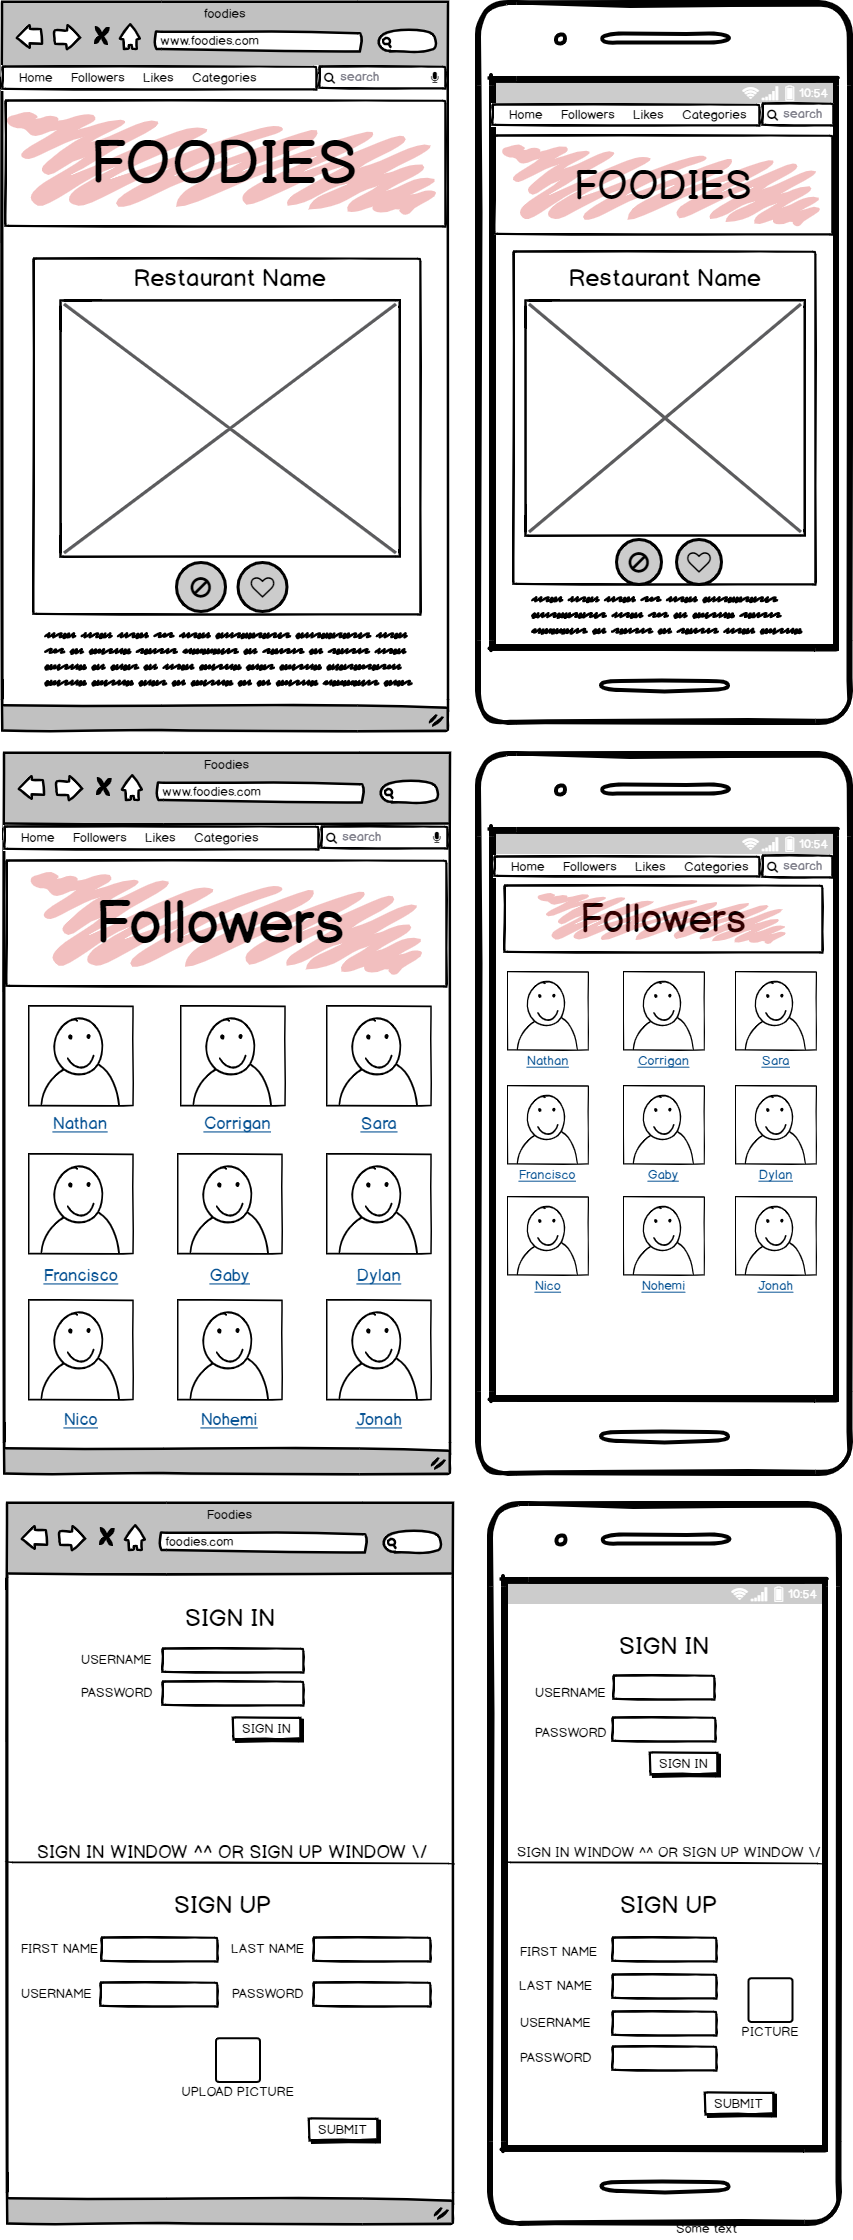 foodies
www.foodies.com
Home Followers Likes Categories search
FOODIES
Restaurant Name
10:54
Home Followers Likes Categories search
FOODIES
Restaurant Name
Foodies
www.foodies.com
Home Followers Likes Categories search
Followers
Nathan Corrigan Sara
Francisco Gaby Dylan
Nico Nohemi Jonah
10:54
Home Followers Likes Categories search
Followers
Nathan Corrigan Sara
Francisco Gaby Dylan
Nico Nohemi Jonah
Foodies
foodies.com
SIGN IN
USERNAME
PASSWORD
SIGN IN
SIGN IN WINDOW ^^ OR SIGN UP WINDOW \/
SIGN UP
FIRST NAME LAST NAME
USERNAME PASSWORD
UPLOAD PICTURE
SUBMIT
10:54
SIGN IN
USERNAME
PASSWORD
SIGN IN
SIGN IN WINDOW ^^ OR SIGN UP WINDOW \/
SIGN UP
FIRST NAME
LAST NAME
USERNAME
PICTURE
PASSWORD
SUBMIT
Some text